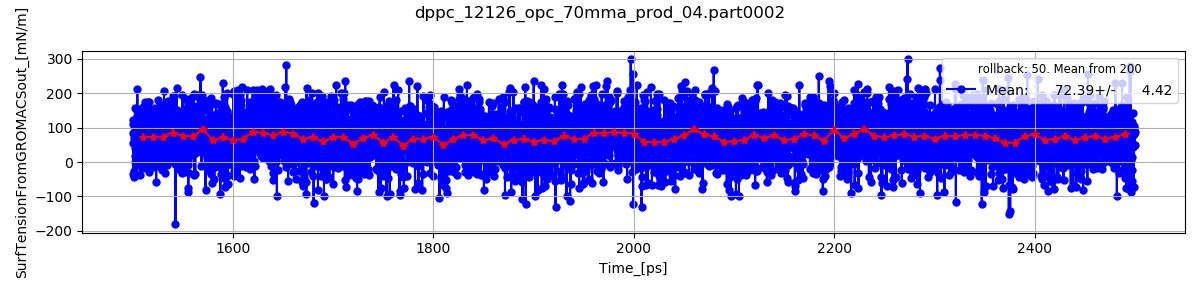 dppc_12126_opc_70mma_prod_04.part0002
SurfTensionFromGROMACSout_[mN/m]
300
200
100
0
−100
−200
rollback: 50. Mean from 200
Mean: 72.39+/- 4.42
1600 1800 2000 2200 2400
Time_[ps]